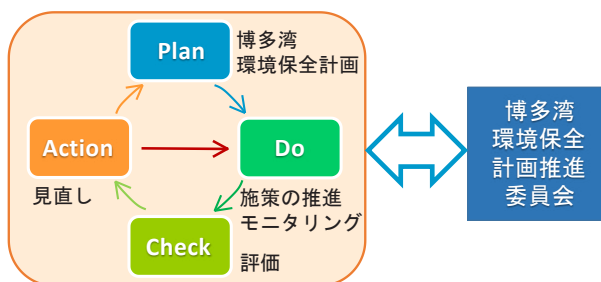 Plan
博多湾
環境保全計画
Action
見直し
Do
施策の推進
モニタリング
Check
評価
博多湾
環境保全
計画推進
委員会